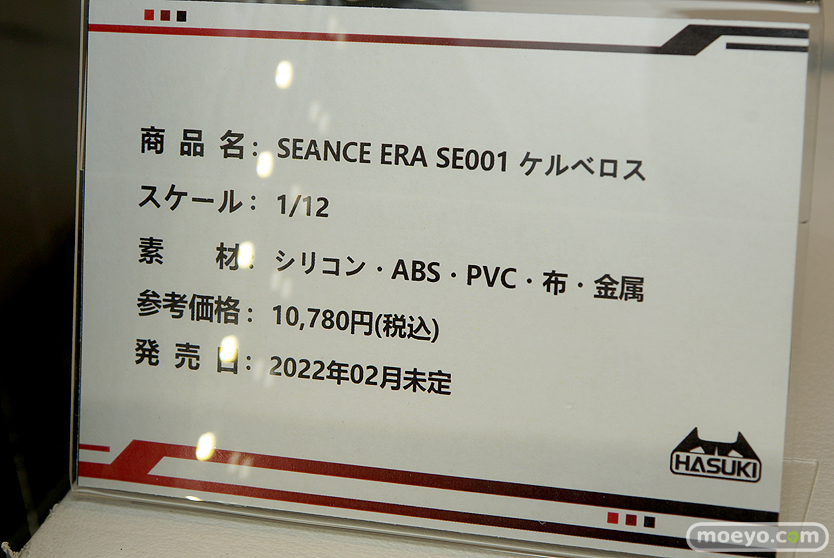 商品名：SEANCE ERA SE001 ケルベロス
スケール：1/12
素　材：シリコン・ABS・PVC・布・金属
参考価格：10,780円(税込)
発売日：2022年02月未定
HASUKI
moeyo.com